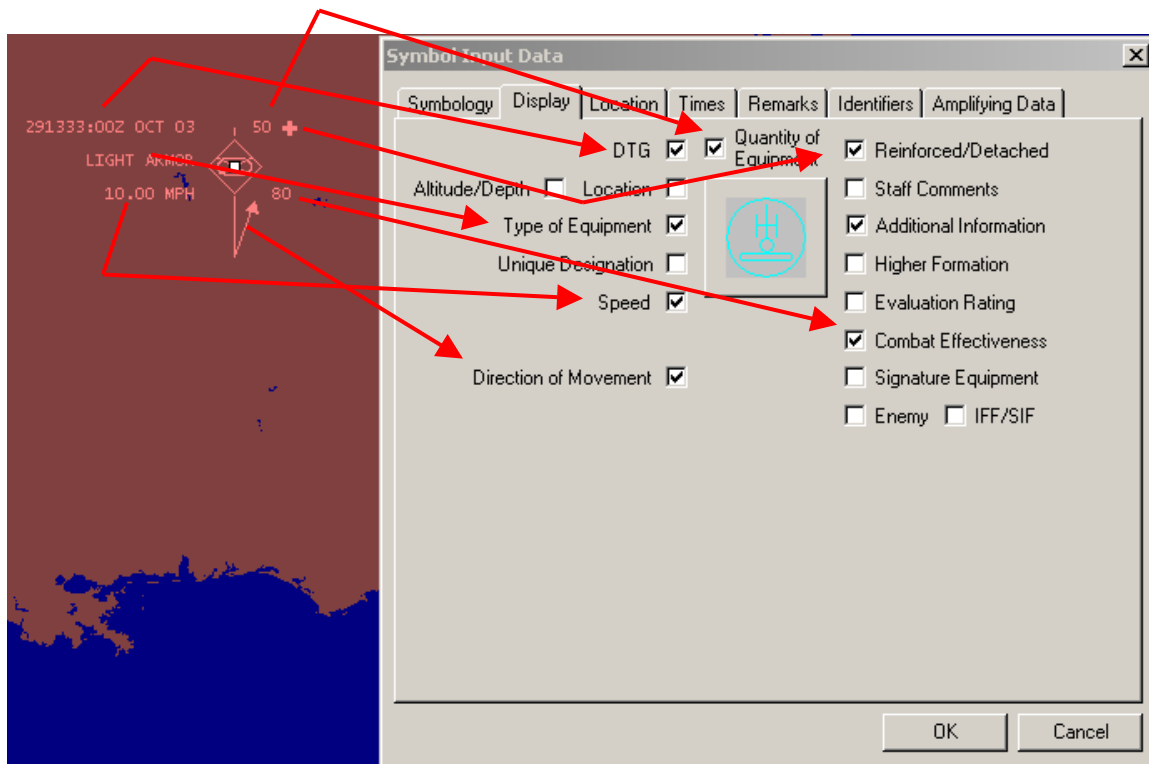 Symbol Input Data
Symbology Display Location Times Remarks Identifiers Amplifying Data
291333:00Z OCT 03 50
LIGHT ARMOR
10.00 MPH 80
DTG
Quantity of
Equipment
Reinforced/Detached
Altitude/Depth Location
Staff Comments
Type of Equipment
Additional Information
Unique Designation
Higher Formation
Speed
Evaluation Rating
Combat Effectiveness
Direction of Movement
Signature Equipment
Enemy IFF/SIF
OK Cancel